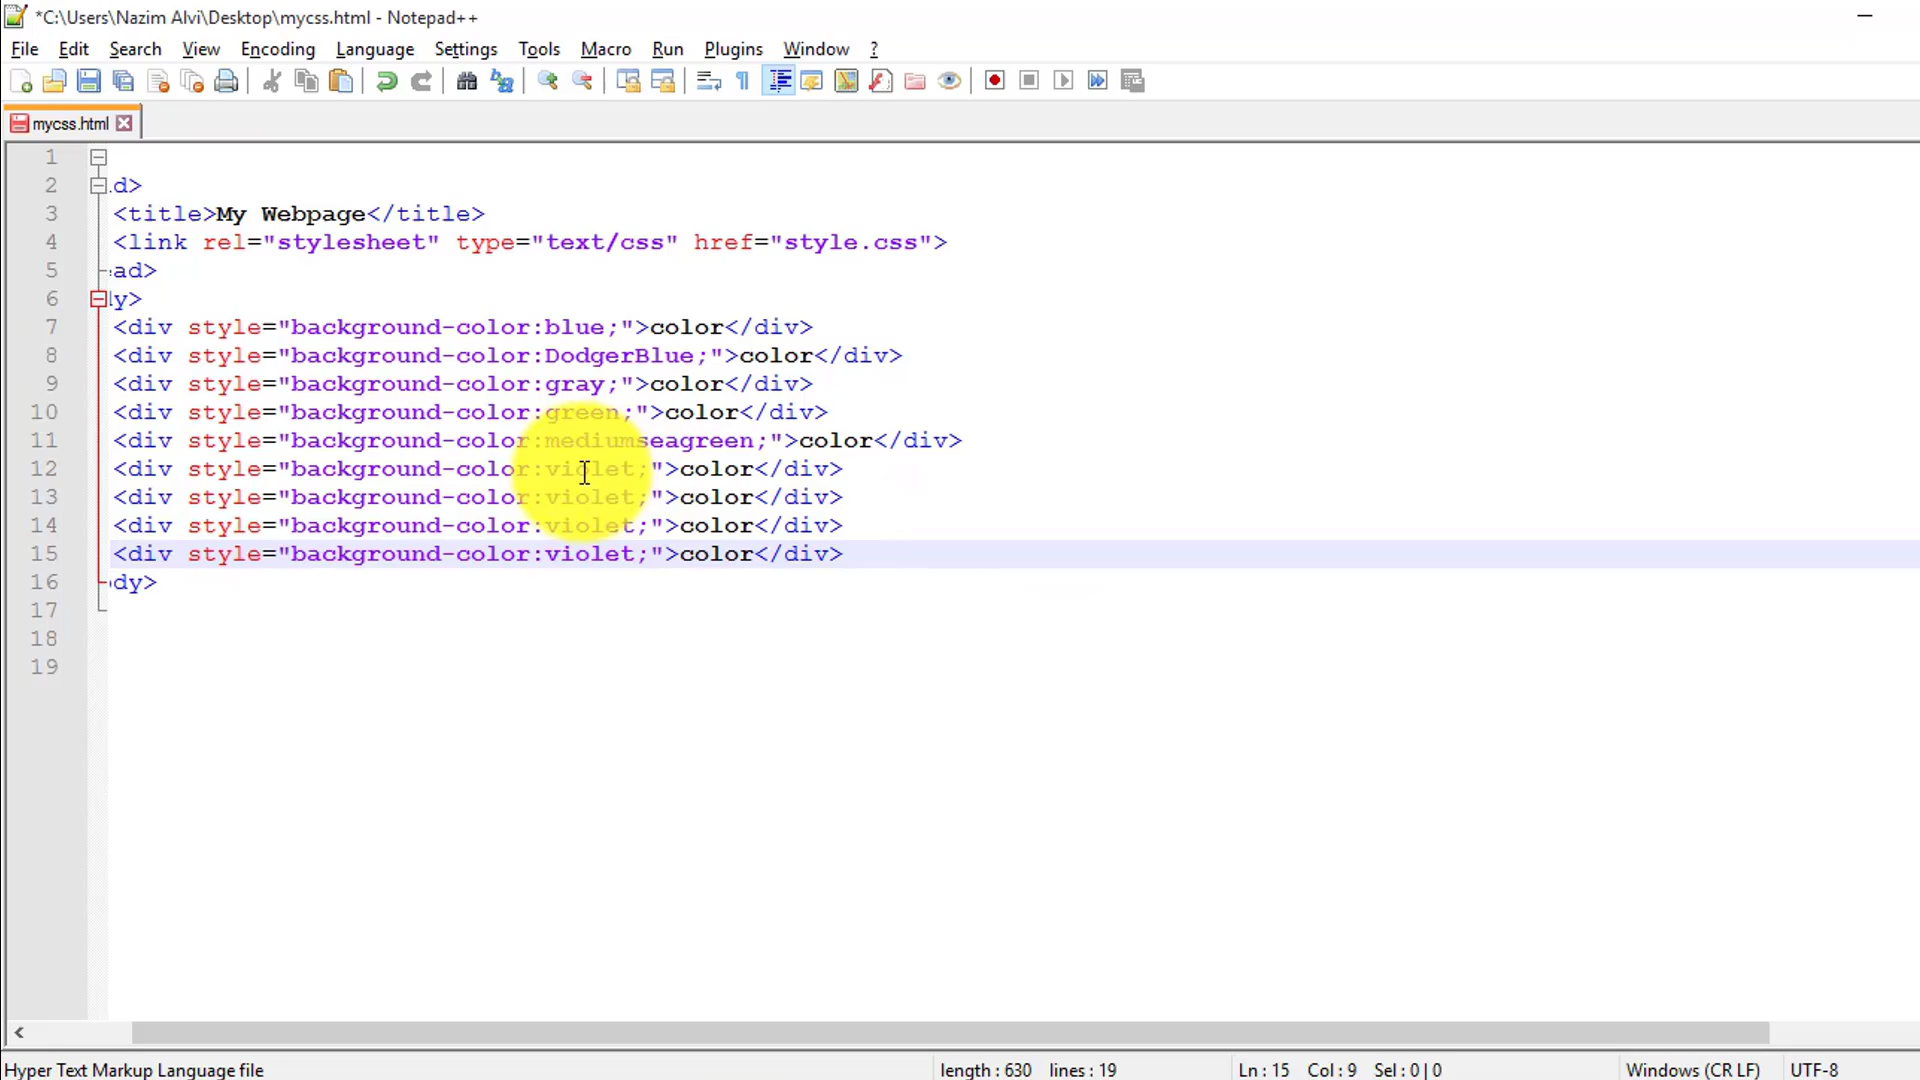 *C:\Users\Nazim Alvi\Desktop\mycss.html - Notepad++
File Edit Search View Encoding Language Settings Tools Macro Run Plugins Window ?
mycss.html
1
2 d>
3 <title>My Webpage</title>
4 <link rel="stylesheet" type="text/css" href="style.css">
5 ad>
6 y>
7 <div style="background-color:blue;">color</div>
8 <div style="background-color:DodgerBlue;">color</div>
9 <div style="background-color:gray;">color</div>
10 <div style="background-color:green;">color</div>
11 <div style="background-color:mediumseagreen;">color</div>
12 <div style="background-color:violet;">color</div>
13 <div style="background-color:violet;">color</div>
14 <div style="background-color:violet;">color</div>
15 <div style="background-color:violet;">color</div>
16 dy>
17
18
19
Hyper Text Markup Language file length : 630 lines : 19 Ln : 15 Col : 9 Sel : 0 | 0 Windows (CR LF) UTF-8